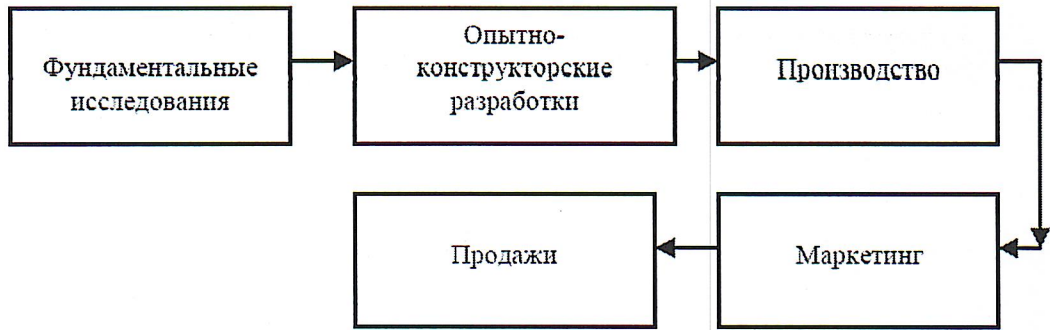 Фундаментальные
исследования
Опытно-
конструкторские
разработки
Производство
Маркетинг
Продажи